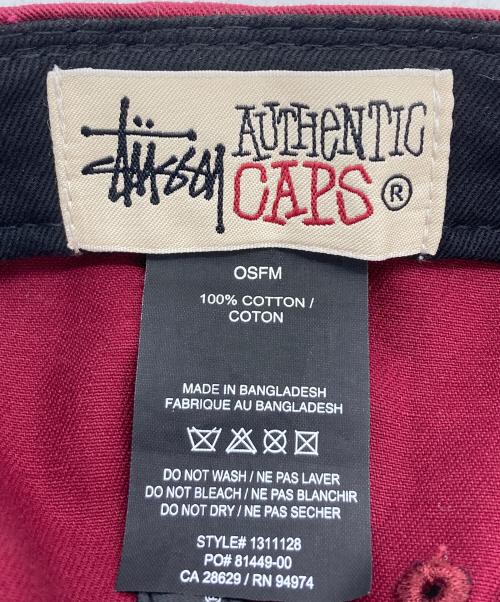 Stüssy AUTHENTIC
CAPS ®
OSFM
100% COTTON /
COTON
MADE IN BANGLADESH
FABRIQUE AU BANGLADESH
DO NOT WASH / NE PAS LAVER
DO NOT BLEACH / NE PAS BLANCHIR
DO NOT DRY / NE PAS SECHER
STYLE# 1311128
PO# 81449-00
CA 28629 / RN 94974